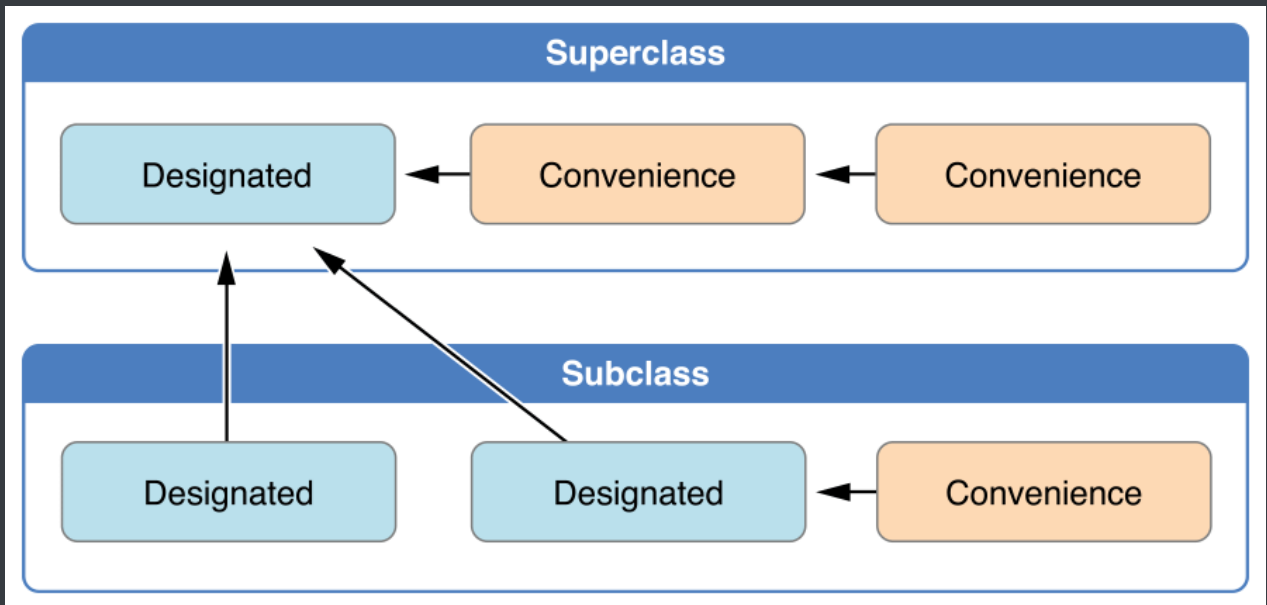 Superclass
Designated
Convenience
Convenience
Subclass
Designated
Designated
Convenience